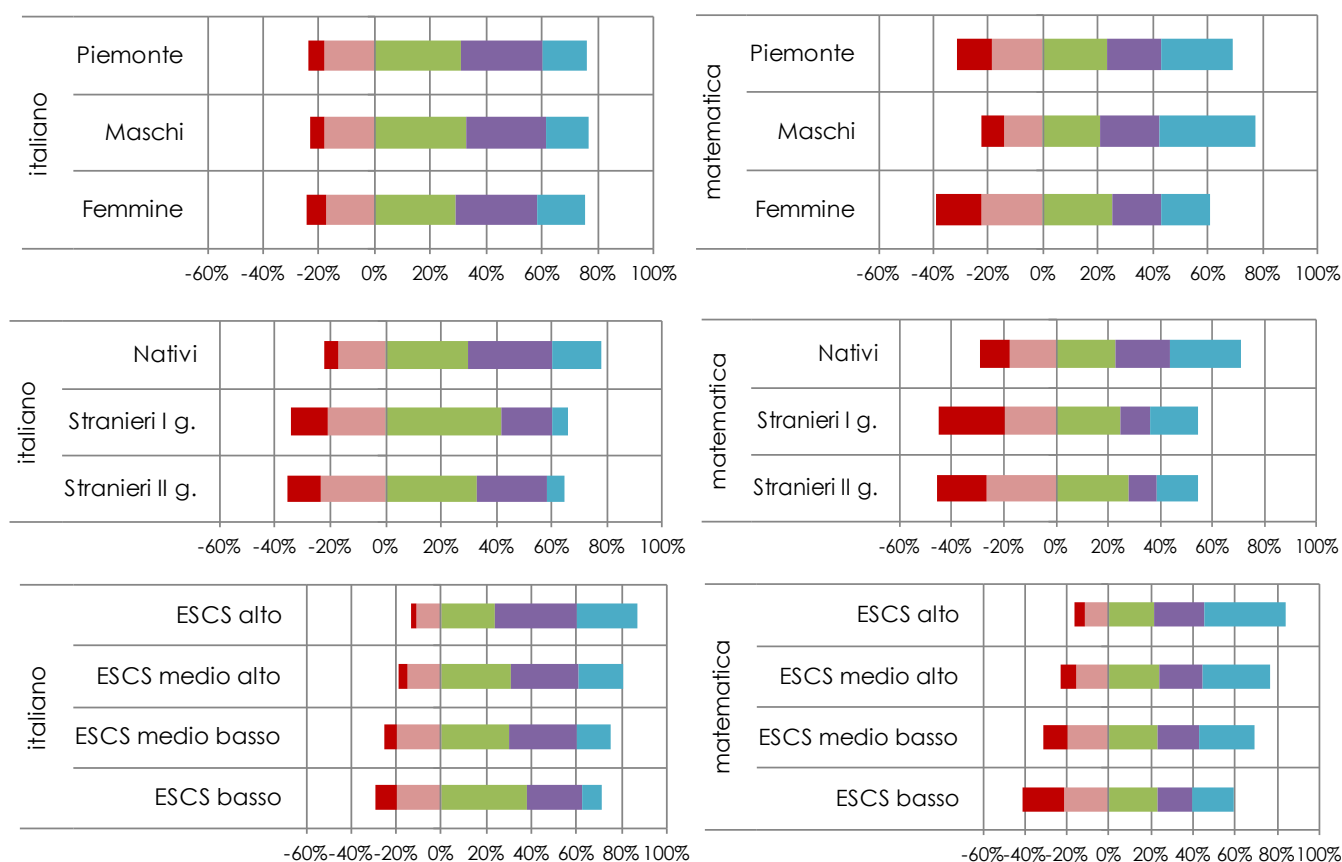 italiano
Piemonte
Maschi
Femmine
-60% -40% -20% 0% 20% 40% 60% 80% 100%
matematica
Piemonte
Maschi
Femmine
-60% -40% -20% 0% 20% 40% 60% 80% 100%
italiano
Nativi
Stranieri I g.
Stranieri II g.
-60% -40% -20% 0% 20% 40% 60% 80% 100%
matematica
Nativi
Stranieri I g.
Stranieri II g.
-60% -40% -20% 0% 20% 40% 60% 80% 100%
italiano
ESCS alto
ESCS medio alto
ESCS medio basso
ESCS basso
-60%-40%-20% 0% 20% 40% 60% 80% 100%
matematica
ESCS alto
ESCS medio alto
ESCS medio basso
ESCS basso
-60%-40%-20% 0% 20% 40% 60% 80% 100%